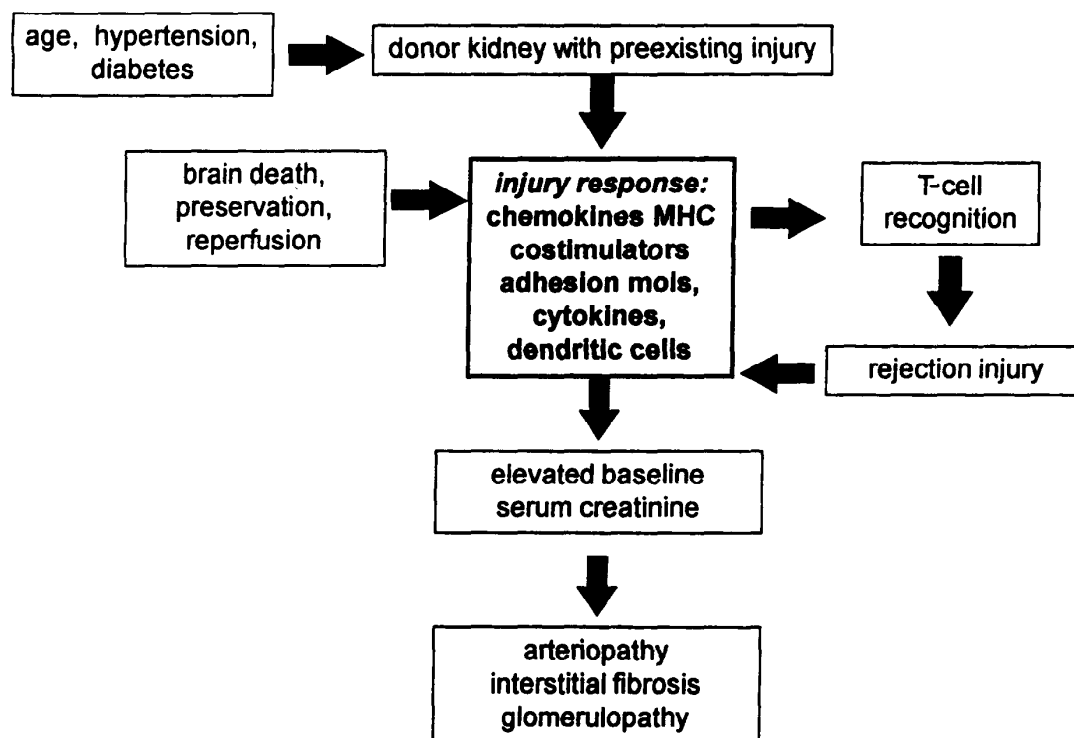 age, hypertension,
diabetes
donor kidney with preexisting injury
brain death,
preservation,
reperfusion
injury response:
chemokines MHC
costimulators
adhesion mols,
cytokines,
dendritic cells
T-cell
recognition
rejection injury
elevated baseline
serum creatinine
arteriopathy
interstitial fibrosis
glomerulopathy